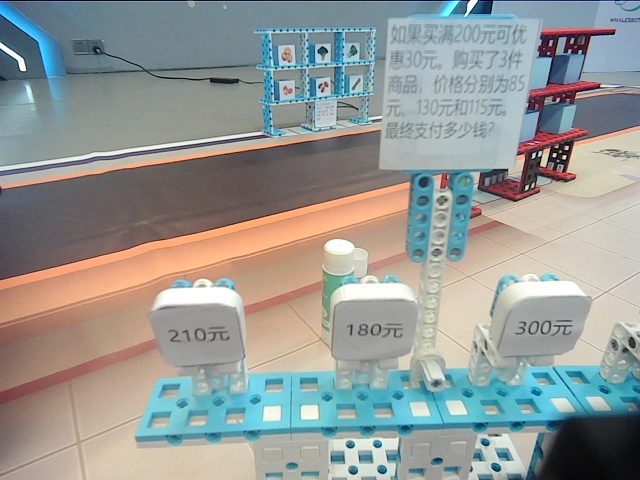 如果买满200元可优
惠30元。购买了3件
商品，价格分别为85
元、130元和115元。
最终支付多少钱?
210元
180元
300元